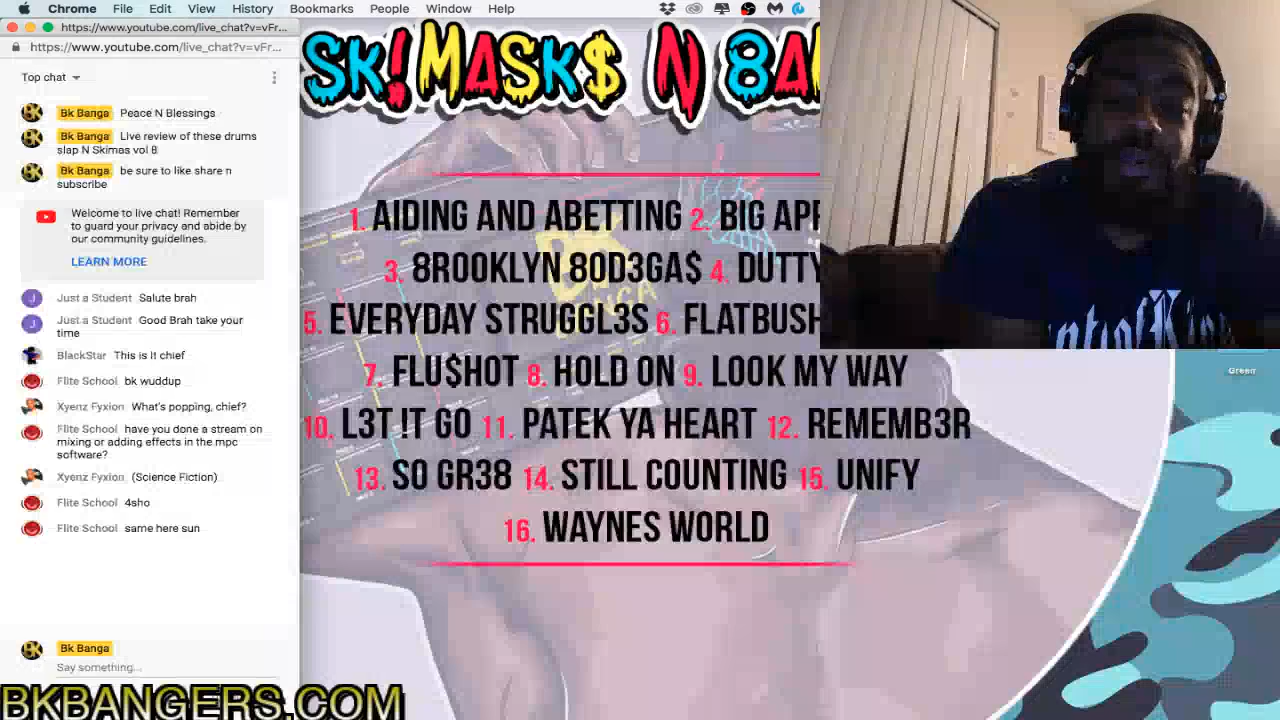 Chrome File Edit View History Bookmarks People Window Help
https://www.youtube.com/live_chat?v=vFr...
https://www.youtube.com/live_chat?v=vFr...
Top chat
Bk Banga Peace N Blessings
Bk Banga Live review of these drums
slap N Skimas vol 8
Bk Banga be sure to like share n
subscribe
Welcome to live chat! Remember
to guard your privacy and abide by
our community guidelines.
LEARN MORE
Just a Student Salute brah
Just a Student Good Brah take your
time
BlackStar This is It chief
Flite School bk wuddup
Xyenz Fyxion What's popping, chief?
Flite School have you done a stream on
mixing or adding effects in the mpc
software?
Xyenz Fyxion (Science Fiction)
Flite School 4sho
Flite School same here sun
Bk Banga
Say something...
BKBANGERS.COM
SK!MASK$ N 8A
1. AIDING AND ABETTING 2. BIG APP
3. 8ROOKLYN 8OD3GA$ 4. DUTTY
5. EVERYDAY STRUGGL3S 6. FLATBUSH
7. FLU$HOT 8. HOLD ON 9. LOOK MY WAY
10. L3T !T GO 11. PATEK YA HEART 12. REMEMB3R
13. SO GR38 14. STILL COUNTING 15. UNIFY
16. WAYNES WORLD
Green